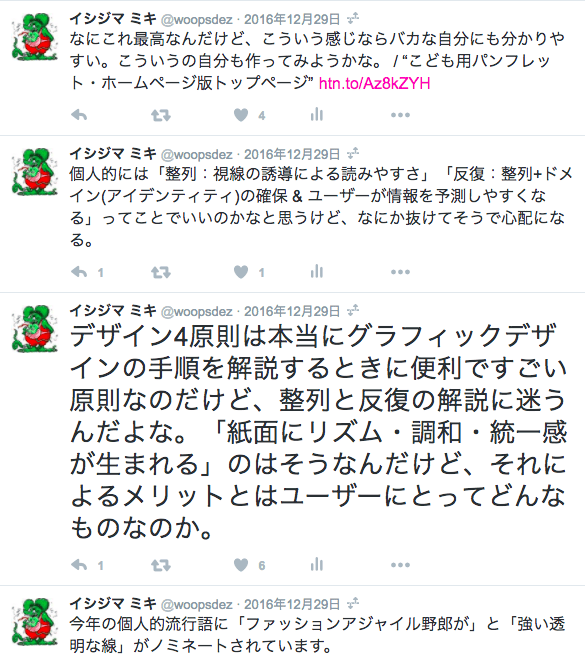 イシジマ ミキ @woopsdez · 2016年12月29日
なにこれ最高なんだけど、こういう感じならバカな自分にも分かりや
すい。こういうの自分も作ってみようかな。 / “こども用パンフレッ
ト・ホームページ版トップページ” htn.to/Az8kZYH
4
イシジマ ミキ @woopsdez · 2016年12月29日
個人的には「整列：視線の誘導による読みやすさ」「反復：整列+ドメ
イン(アイデンティティ)の確保 & ユーザーが情報を予測しやすくな
る」ってことでいいのかなと思うけど、なにか抜けてそうで心配にな
る。
1 1
イシジマ ミキ @woopsdez · 2016年12月29日
デザイン4原則は本当にグラフィックデザ
インの手順を解説するときに便利ですごい
原則なのだけど、整列と反復の解説に迷う
んだよな。「紙面にリズム・調和・統一感
が生まれる」のはそうなんだけど、それに
よるメリットとはユーザーにとってどんな
ものなのか。
1 6
イシジマ ミキ @woopsdez · 2016年12月29日
今年の個人的流行語に「ファッションアジャイル野郎が」と「強い透
明な線」がノミネートされています。